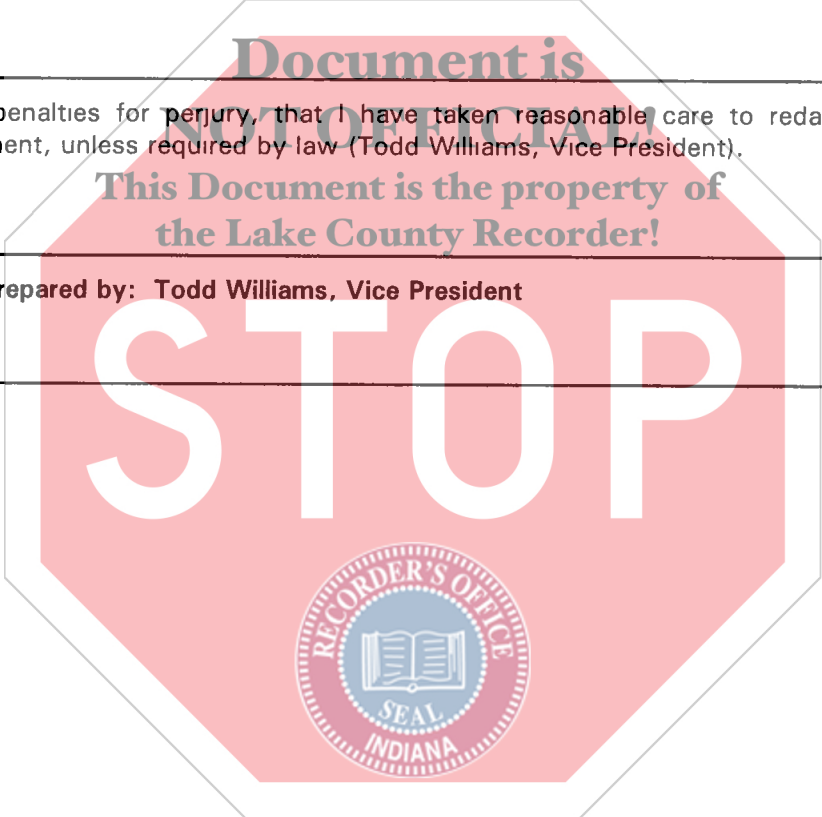 Document is
penalties for perjury, that I have taken reasonable care to reda
NOT OFFICIAL!
ent, unless required by law (Todd Williams, Vice President).
This Document is the property of
the Lake County Recorder!
repared by: Todd Williams, Vice President
STOP
RECORDER'S OFFICE
SEAL
INDIANA